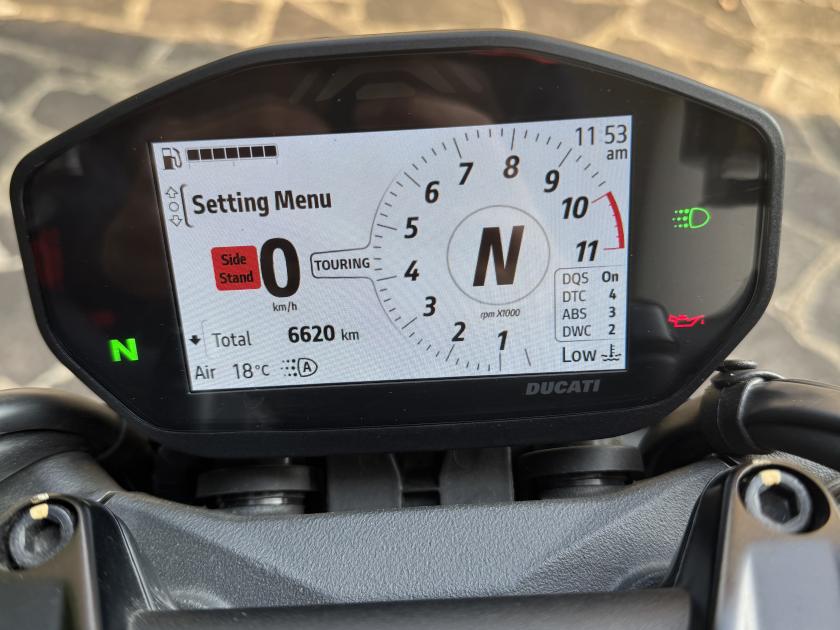 11 53
am
Setting Menu
Side
Stand
0
km/h
TOURING
1
2
3
4
5
6
7
8
9
10
11
N
rpm X1000
DQS On
DTC 4
ABS 3
DWC 2
Total 6620 km
Air 18°C A
Low
N
DUCATI